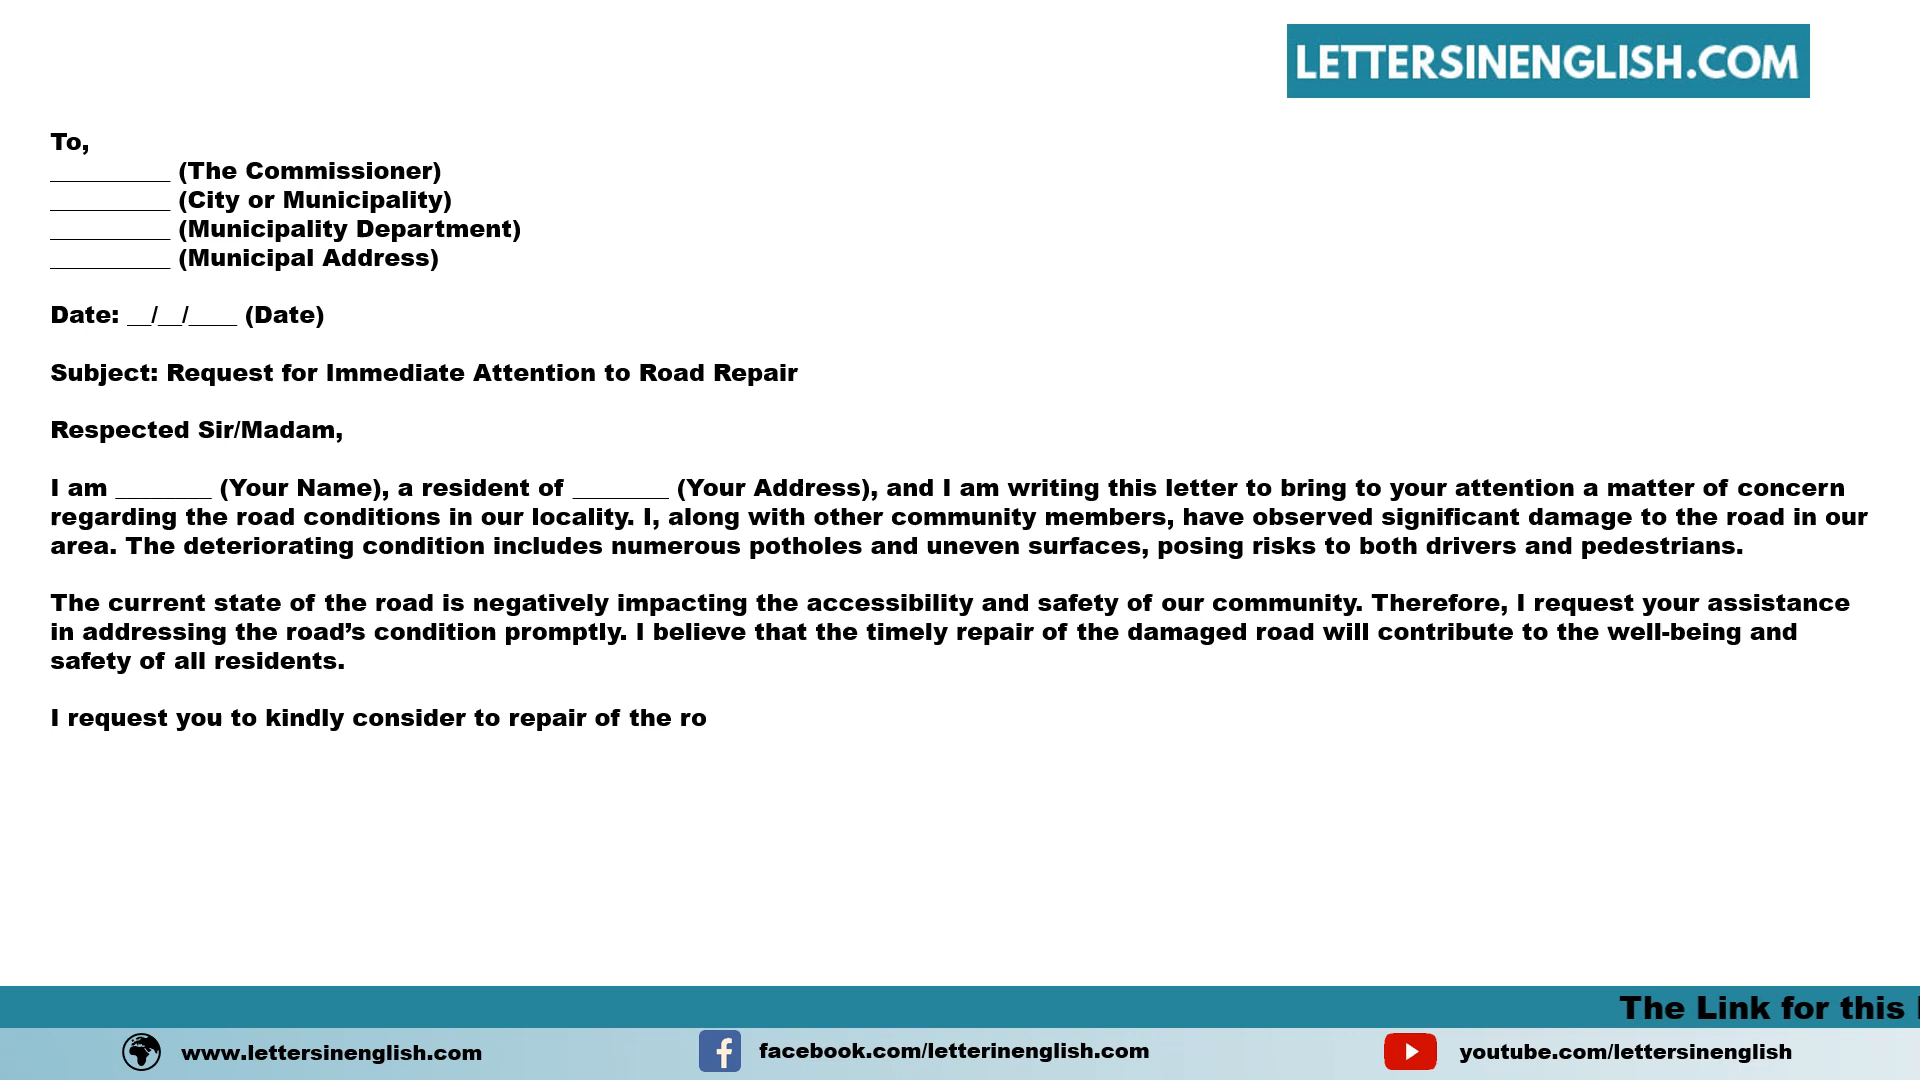 LETTERSINENGLISH.COM
To,
__________ (The Commissioner)
__________ (City or Municipality)
__________ (Municipality Department)
__________ (Municipal Address)
Date: __/__/____ (Date)
Subject: Request for Immediate Attention to Road Repair
Respected Sir/Madam,
I am ________ (Your Name), a resident of ________ (Your Address), and I am writing this letter to bring to your attention a matter of concern
regarding the road conditions in our locality. I, along with other community members, have observed significant damage to the road in our
area. The deteriorating condition includes numerous potholes and uneven surfaces, posing risks to both drivers and pedestrians.
The current state of the road is negatively impacting the accessibility and safety of our community. Therefore, I request your assistance
in addressing the road’s condition promptly. I believe that the timely repair of the damaged road will contribute to the well-being and
safety of all residents.
I request you to kindly consider to repair of the ro
The Link for this
www.lettersinenglish.com
facebook.com/letterinenglish.com
youtube.com/lettersinenglish